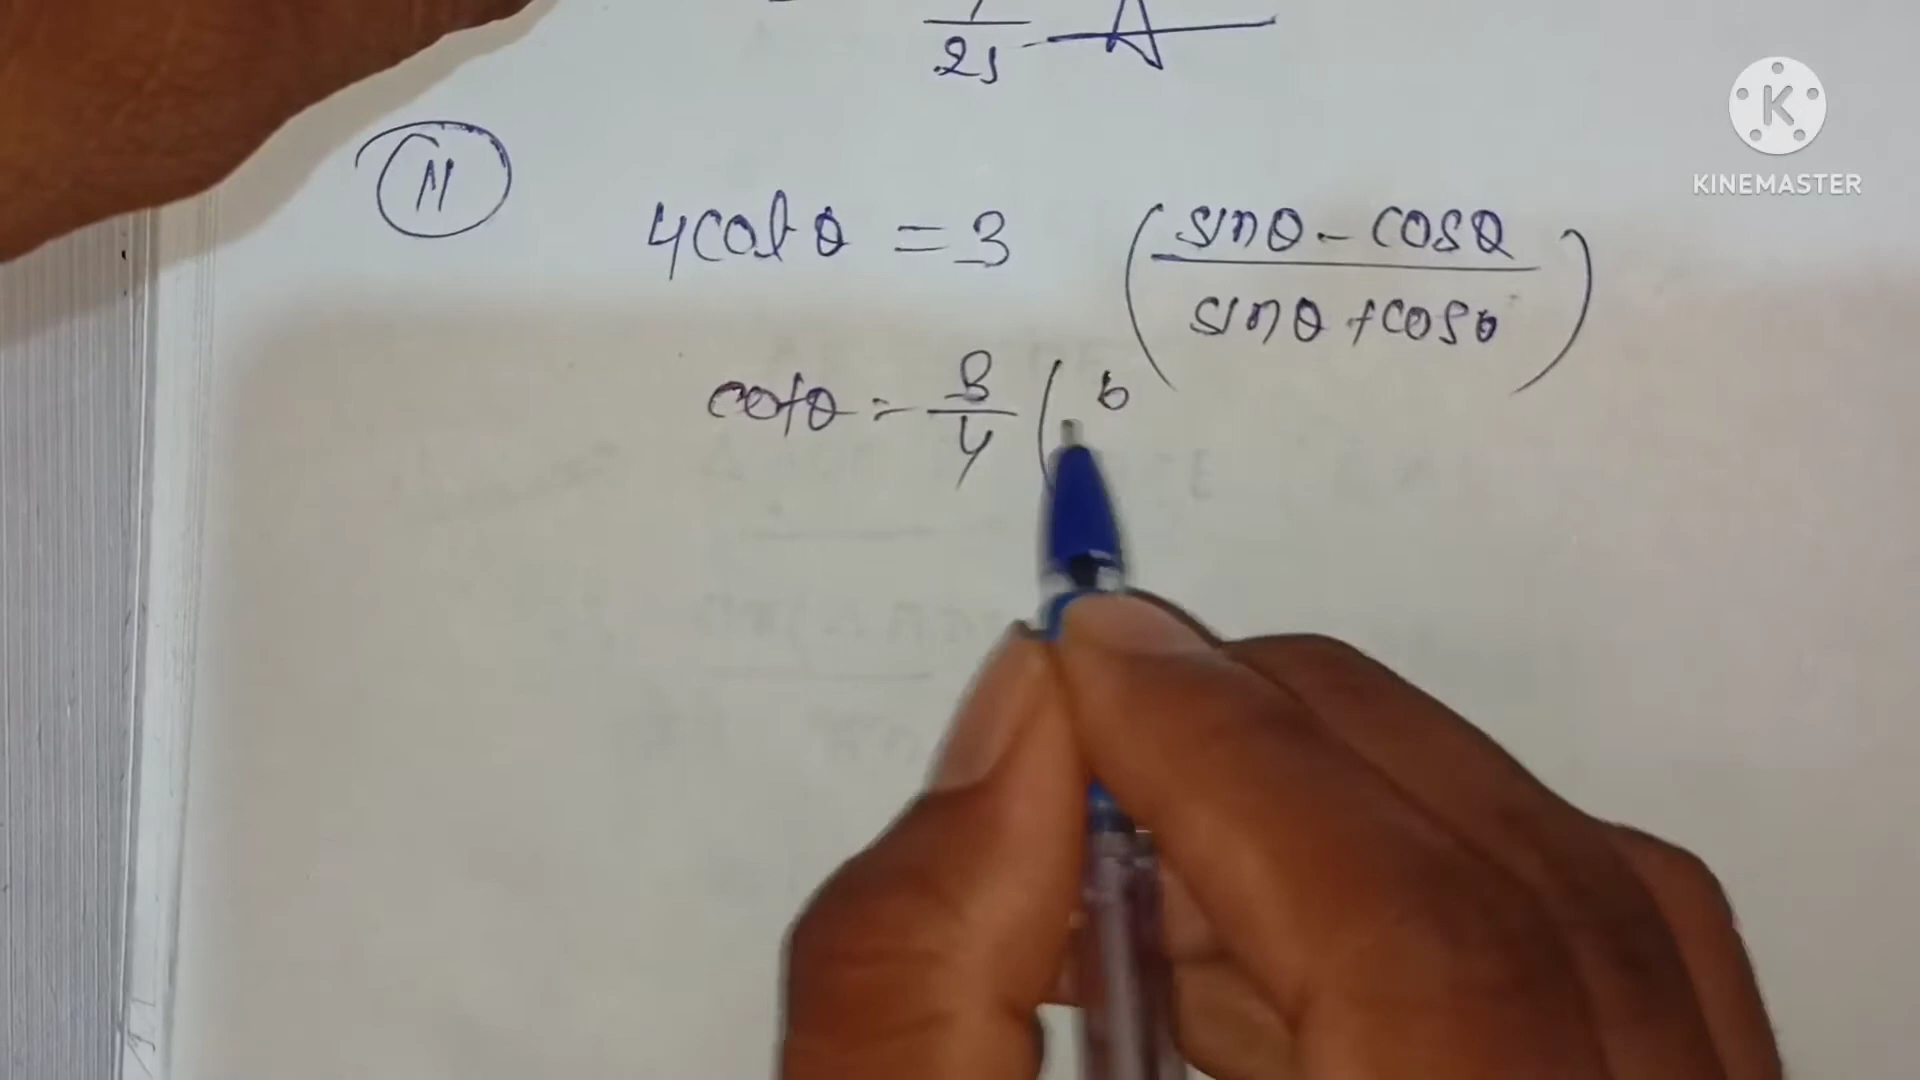 21
11
4cotθ = 3 (sinθ - cosθ / sinθ + cosθ)
cotθ = 3/4 ( b
KINEMASTER